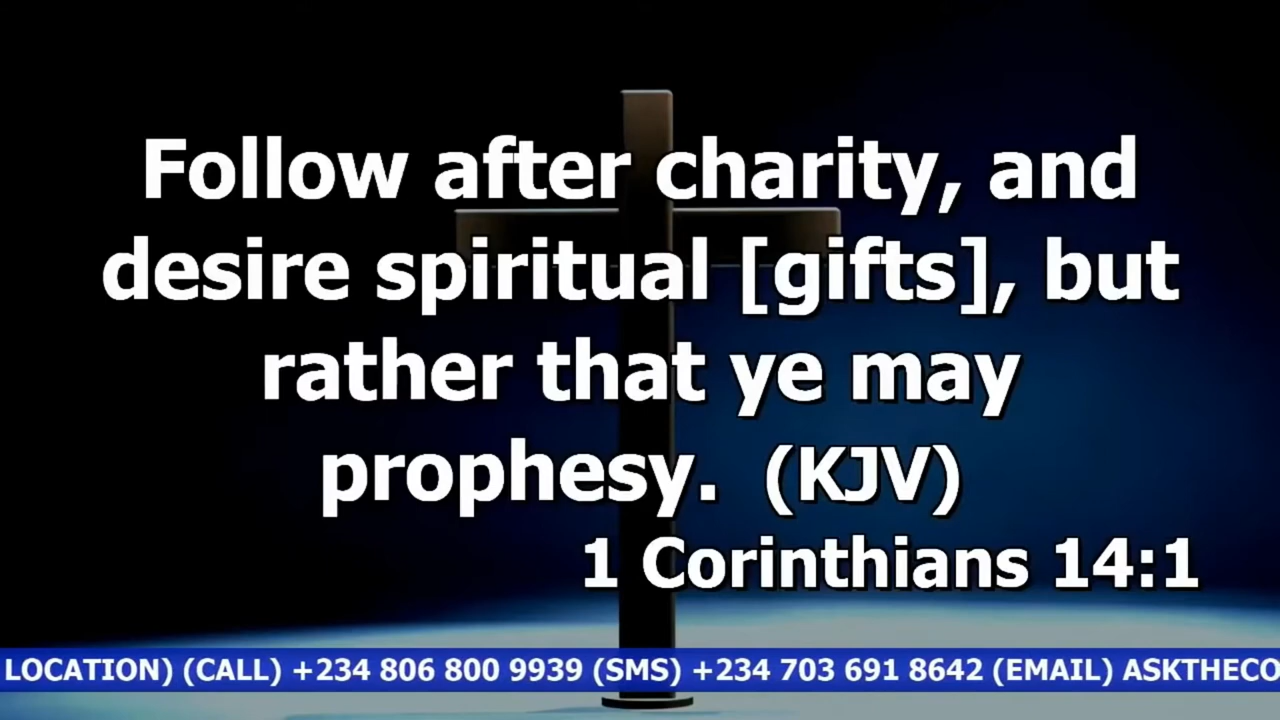 Follow after charity, and
desire spiritual [gifts], but
rather that ye may
prophesy. (KJV)
1 Corinthians 14:1
LOCATION) (CALL) +234 806 800 9939 (SMS) +234 703 691 8642 (EMAIL) ASKTHECO